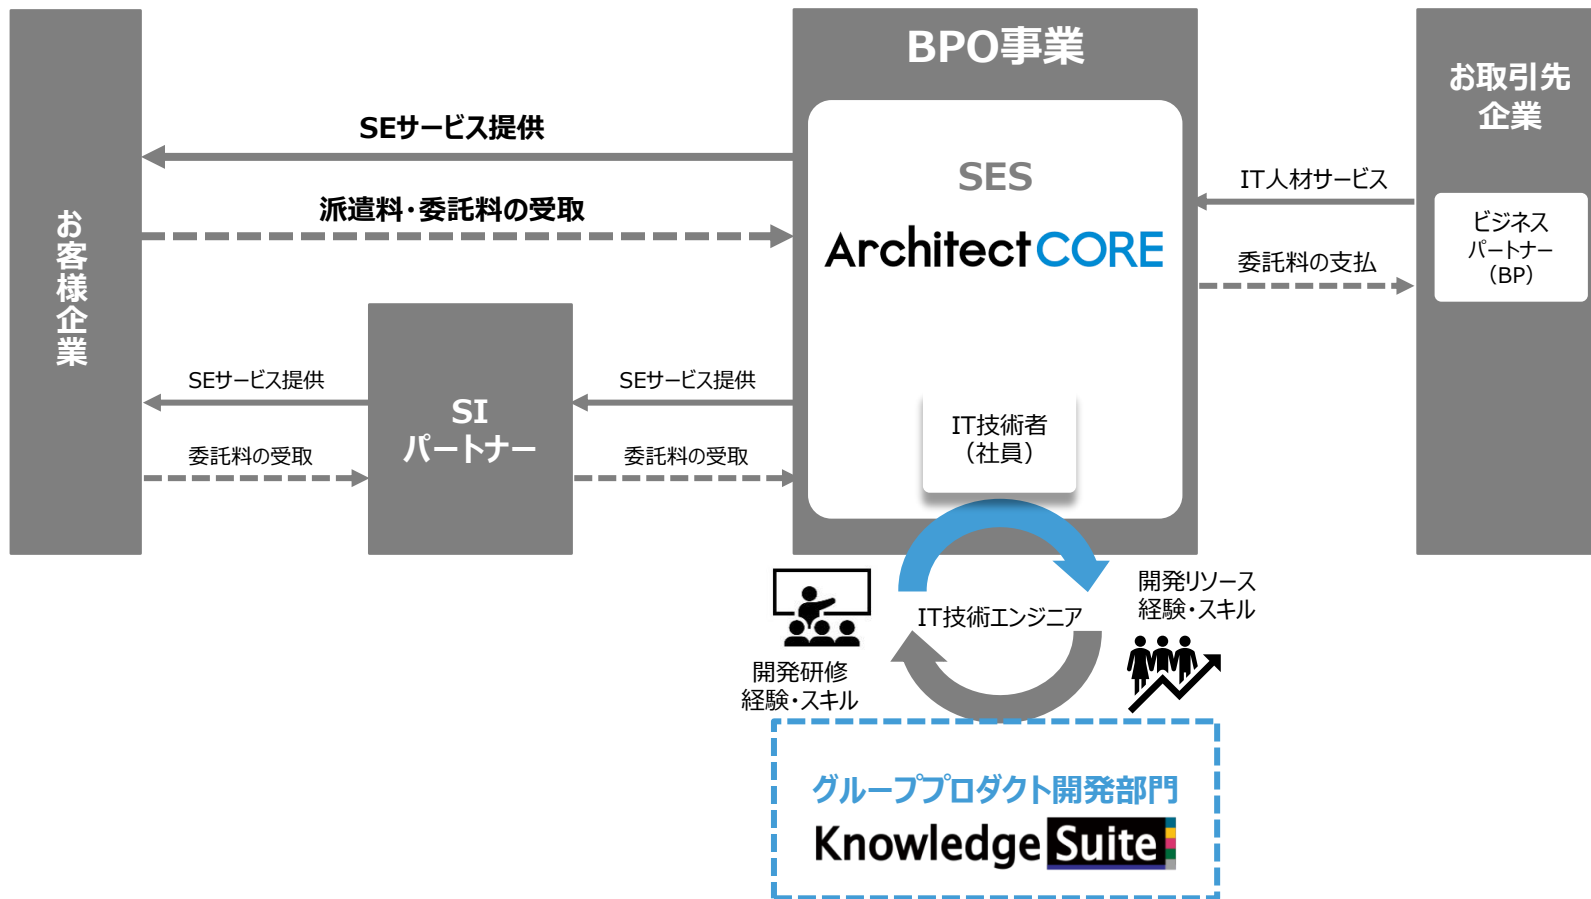 BPO事業
お取引先
企業
SEサービス提供
SES
IT人材サービス
派遣料・委託料の受取
お客様企業
ArchitectCORE
ビジネス
パートナー
（BP）
委託料の支払
SEサービス提供
SEサービス提供
SI
パートナー
IT技術者
（社員）
委託料の受取
委託料の受取
開発リソース
経験・スキル
IT技術エンジニア
開発研修
経験・スキル
グループプロダクト開発部門
Knowledge Suite